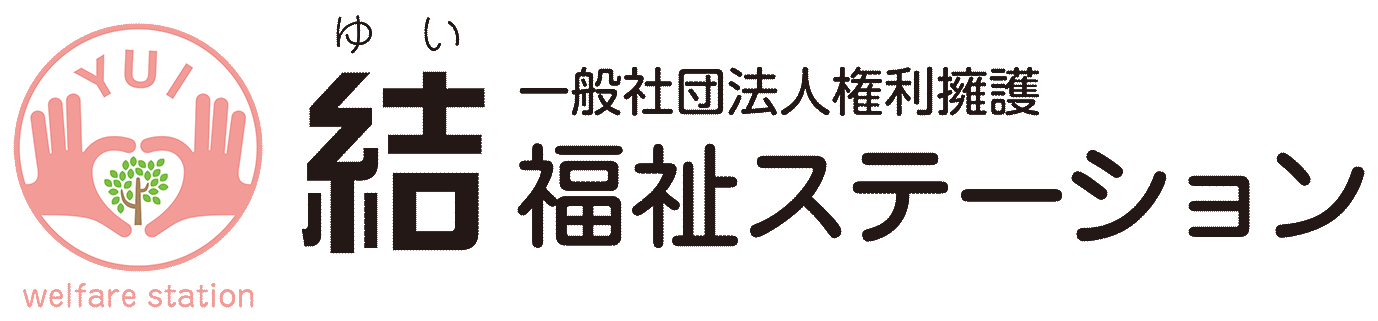 YUI
welfare station
ゆい
結
一般社団法人権利擁護
福祉ステーション